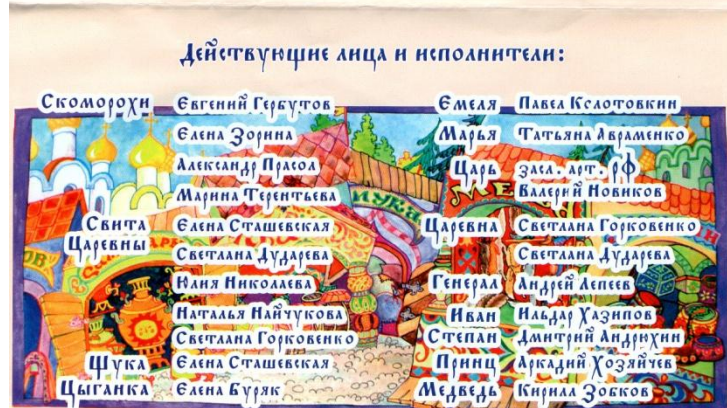 Действующие лица и исполнители:
Скоморохи Евгений Гербутов
Елена Зорина
Александр Прасол
Марина Терентьева
Свита Царевны Елена Сташевская
Светлана Дударева
Юлия Николаева
Наталья Найчукова
Светлана Горковенко
Щука Елена Сташевская
Цыганка Елена Буряк
Емеля Павел Колотовкин
Марья Татьяна Авраменко
Царь засл. арт. РФ
Валерий Новиков
Царевна Светлана Горковенко
Светлана Дударева
Генерал Андрей Лепеев
Иван Ильдар Хазипов
Степан Дмитрий Андрюхин
Принц Аркадий Хозяйчев
Медведь Кирилл Зобков
МУКА